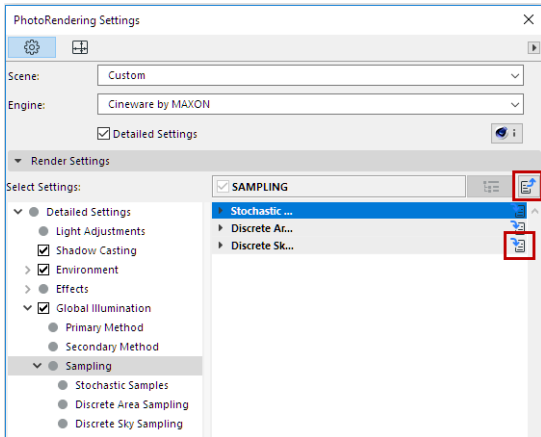 PhotoRendering Settings
Scene: Custom
Engine: Cineware by MAXON
Detailed Settings
i
Render Settings
Select Settings: SAMPLING
Detailed Settings
Light Adjustments
Shadow Casting
Environment
Effects
Global Illumination
Primary Method
Secondary Method
Sampling
Stochastic Samples
Discrete Area Sampling
Discrete Sky Sampling
Stochastic ...
Discrete Ar...
Discrete Sk...